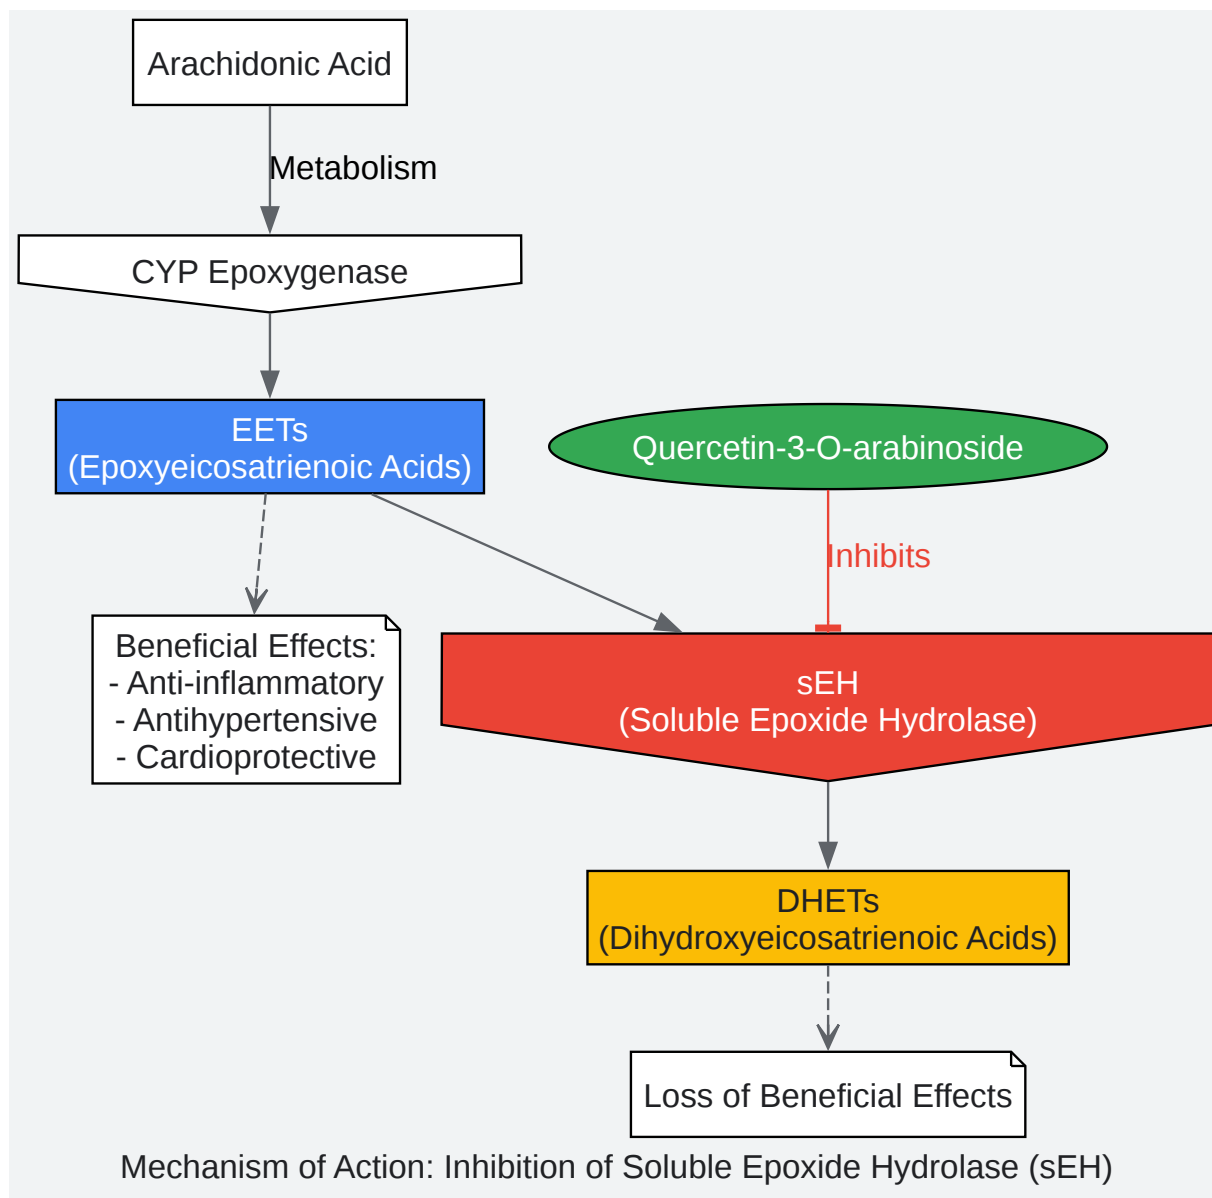 Arachidonic Acid
Metabolism
CYP Epoxygenase
EETs
(Epoxyeicosatrienoic Acids)
Quercetin-3-O-arabinoside
Inhibits
Beneficial Effects:
- Anti-inflammatory
- Antihypertensive
- Cardioprotective
sEH
(Soluble Epoxide Hydrolase)
DHETs
(Dihydroxyeicosatrienoic Acids)
Loss of Beneficial Effects
Mechanism of Action: Inhibition of Soluble Epoxide Hydrolase (sEH)